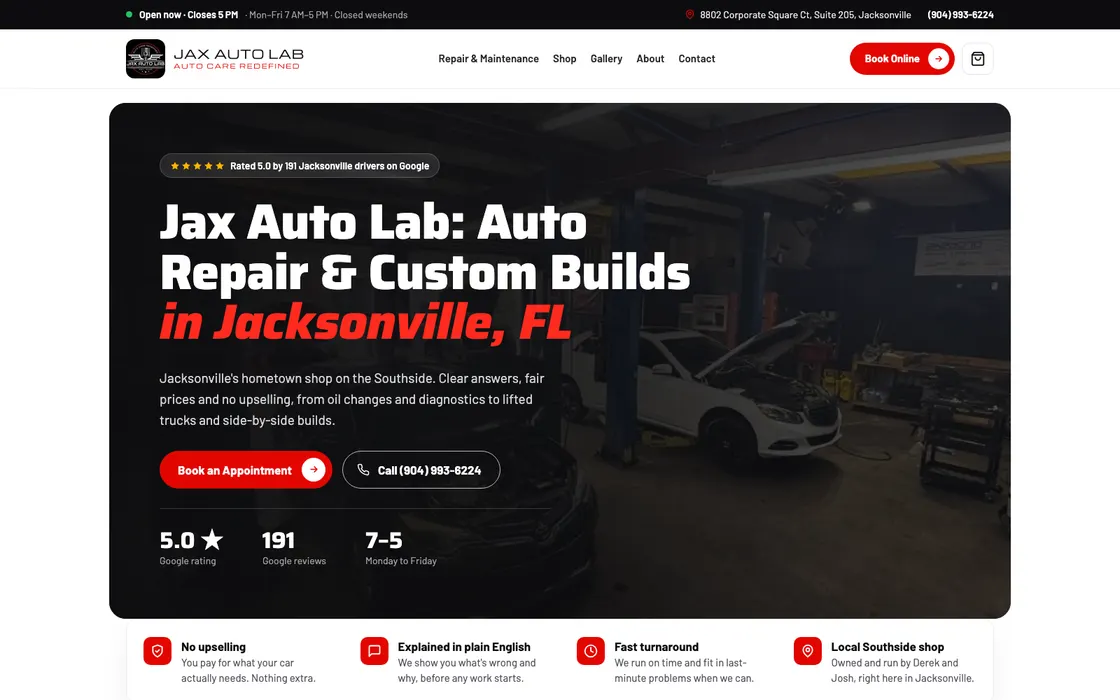 Open now · Closes 5 PM · Mon–Fri 7 AM–5 PM · Closed weekends
8802 Corporate Square Ct, Suite 205, Jacksonville
(904) 993-6224
JAX AUTO LAB
JAX AUTO LAB
AUTO CARE REDEFINED
Repair & Maintenance
Shop
Gallery
About
Contact
Book Online
Rated 5.0 by 191 Jacksonville drivers on Google
Jax Auto Lab: Auto
Repair & Custom Builds
in Jacksonville, FL
Jacksonville's hometown shop on the Southside. Clear answers, fair
prices and no upselling, from oil changes and diagnostics to lifted
trucks and side-by-side builds.
Book an Appointment
Call (904) 993-6224
5.0 ★
Google rating
191
Google reviews
7–5
Monday to Friday
No upselling
You pay for what your car
actually needs. Nothing extra.
Explained in plain English
We show you what's wrong and
why, before any work starts.
Fast turnaround
We run on time and fit in last-
minute problems when we can.
Local Southside shop
Owned and run by Derek and
Josh, right here in Jacksonville.